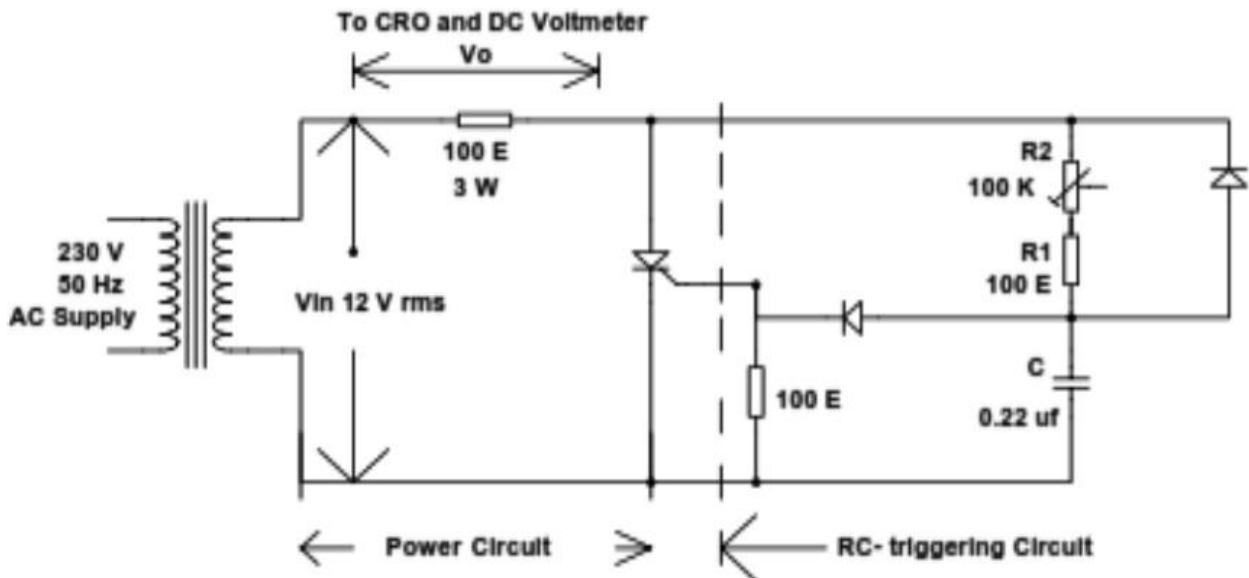 To CRO and DC Voltmeter
Vo
100 E
3 W
R2
100 K
230 V
50 Hz
AC Supply
Vin 12 V rms
R1
100 E
100 E
C
0.22 uf
Power Circuit
RC- triggering Circuit